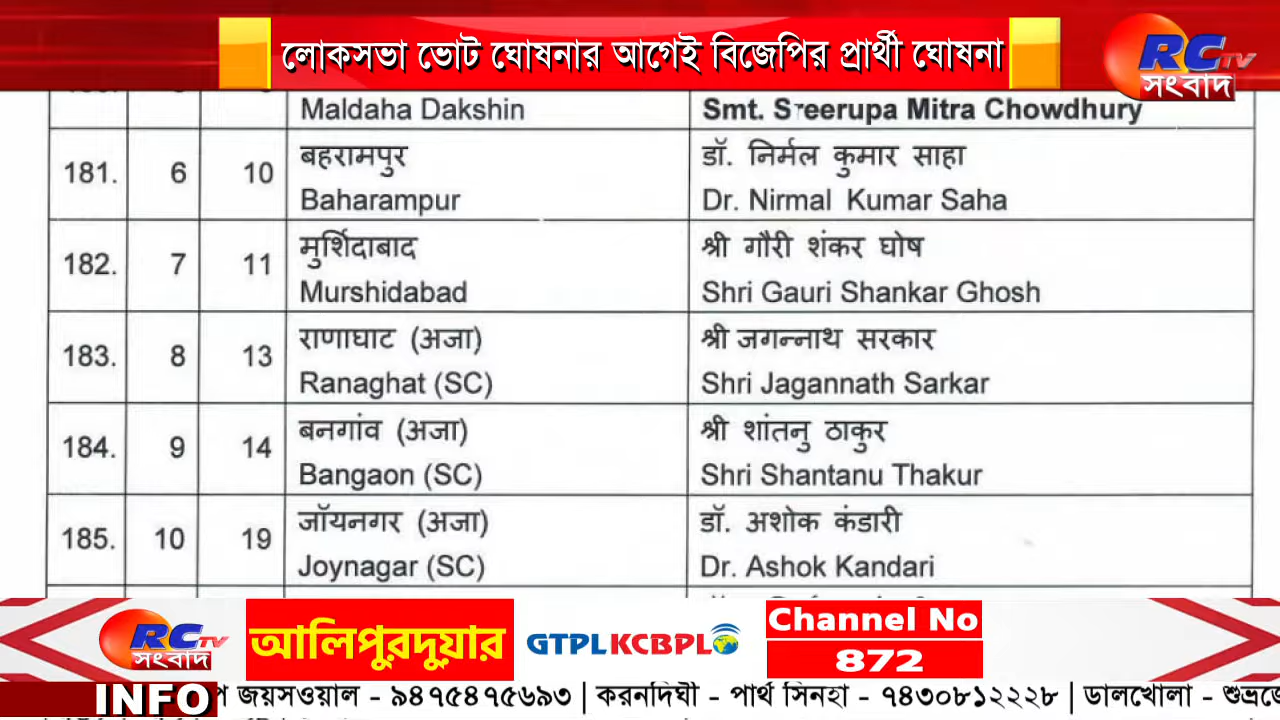 লোকসভা ভোট ঘোষনার আগেই বিজেপির প্রার্থী ঘোষনা
RCTV
সংবাদ
Maldaha Dakshin Smt. Sreerupa Mitra Chowdhury
181. 6 10 बहरामपुर डॉ. निर्मल कुमार साहा
Baharampur Dr. Nirmal Kumar Saha
182. 7 11 मुर्शिदाबाद श्री गौरी शंकर घोष
Murshidabad Shri Gauri Shankar Ghosh
183. 8 13 राणाघाट (अजा) श्री जगन्नाथ सरकार
Ranaghat (SC) Shri Jagannath Sarkar
184. 9 14 बनगांव (अजा) श्री शांतनु ठाकुर
Bangaon (SC) Shri Shantanu Thakur
185. 10 19 जॉयनगर (अजा) डॉ. अशोक कंडारी
Joynagar (SC) Dr. Ashok Kandari
RCTV
সংবাদ
আলিপুরদুয়ার
GTPL KCBPL
Channel No
872
INFO প জয়সওয়াল - ৯৪৭৫৪৭৫৬৯৩ | করনদিঘী - পার্থ সিনহা - ৭৪৩০৮১২২২৮ | ডালখোলা - শুভ্রজে